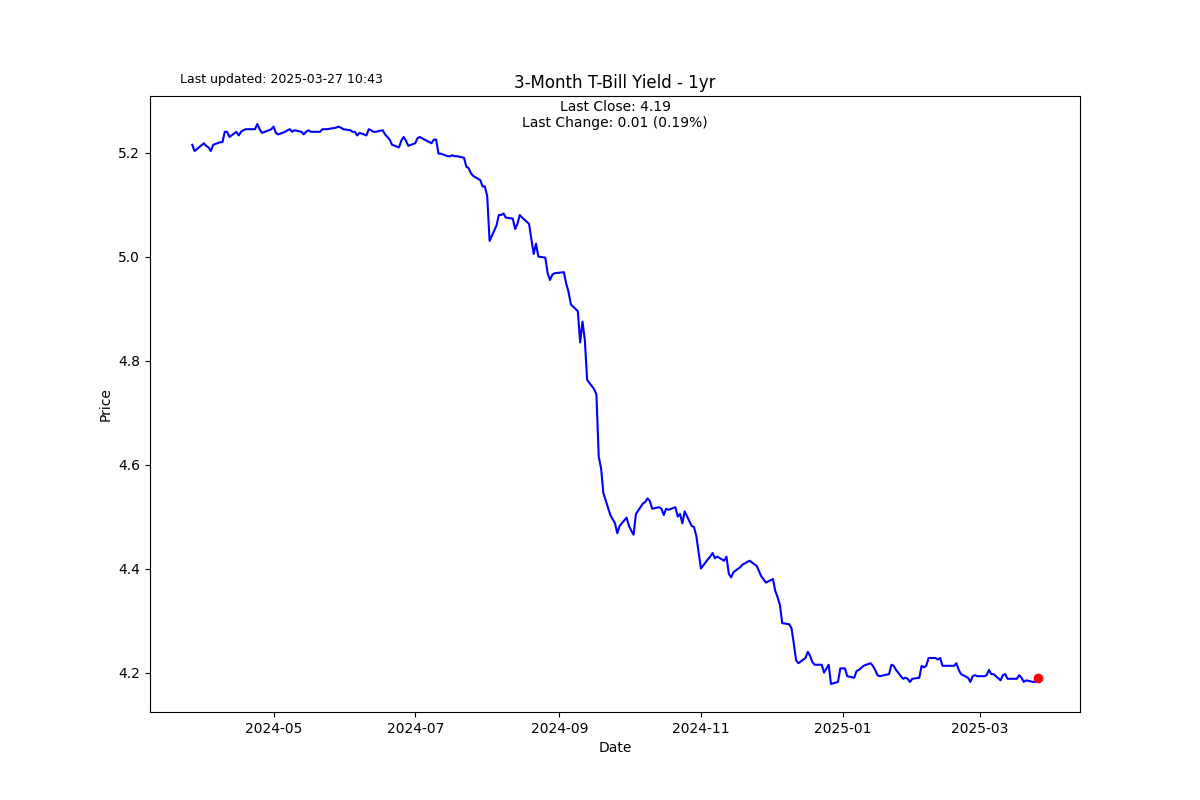 Last updated: 2025-03-27 10:43
3-Month T-Bill Yield - 1yr
Last Close: 4.19
Last Change: 0.01 (0.19%)
5.2
5.0
4.8
4.6
4.4
4.2
Price
2024-05
2024-07
2024-09
2024-11
2025-01
2025-03
Date